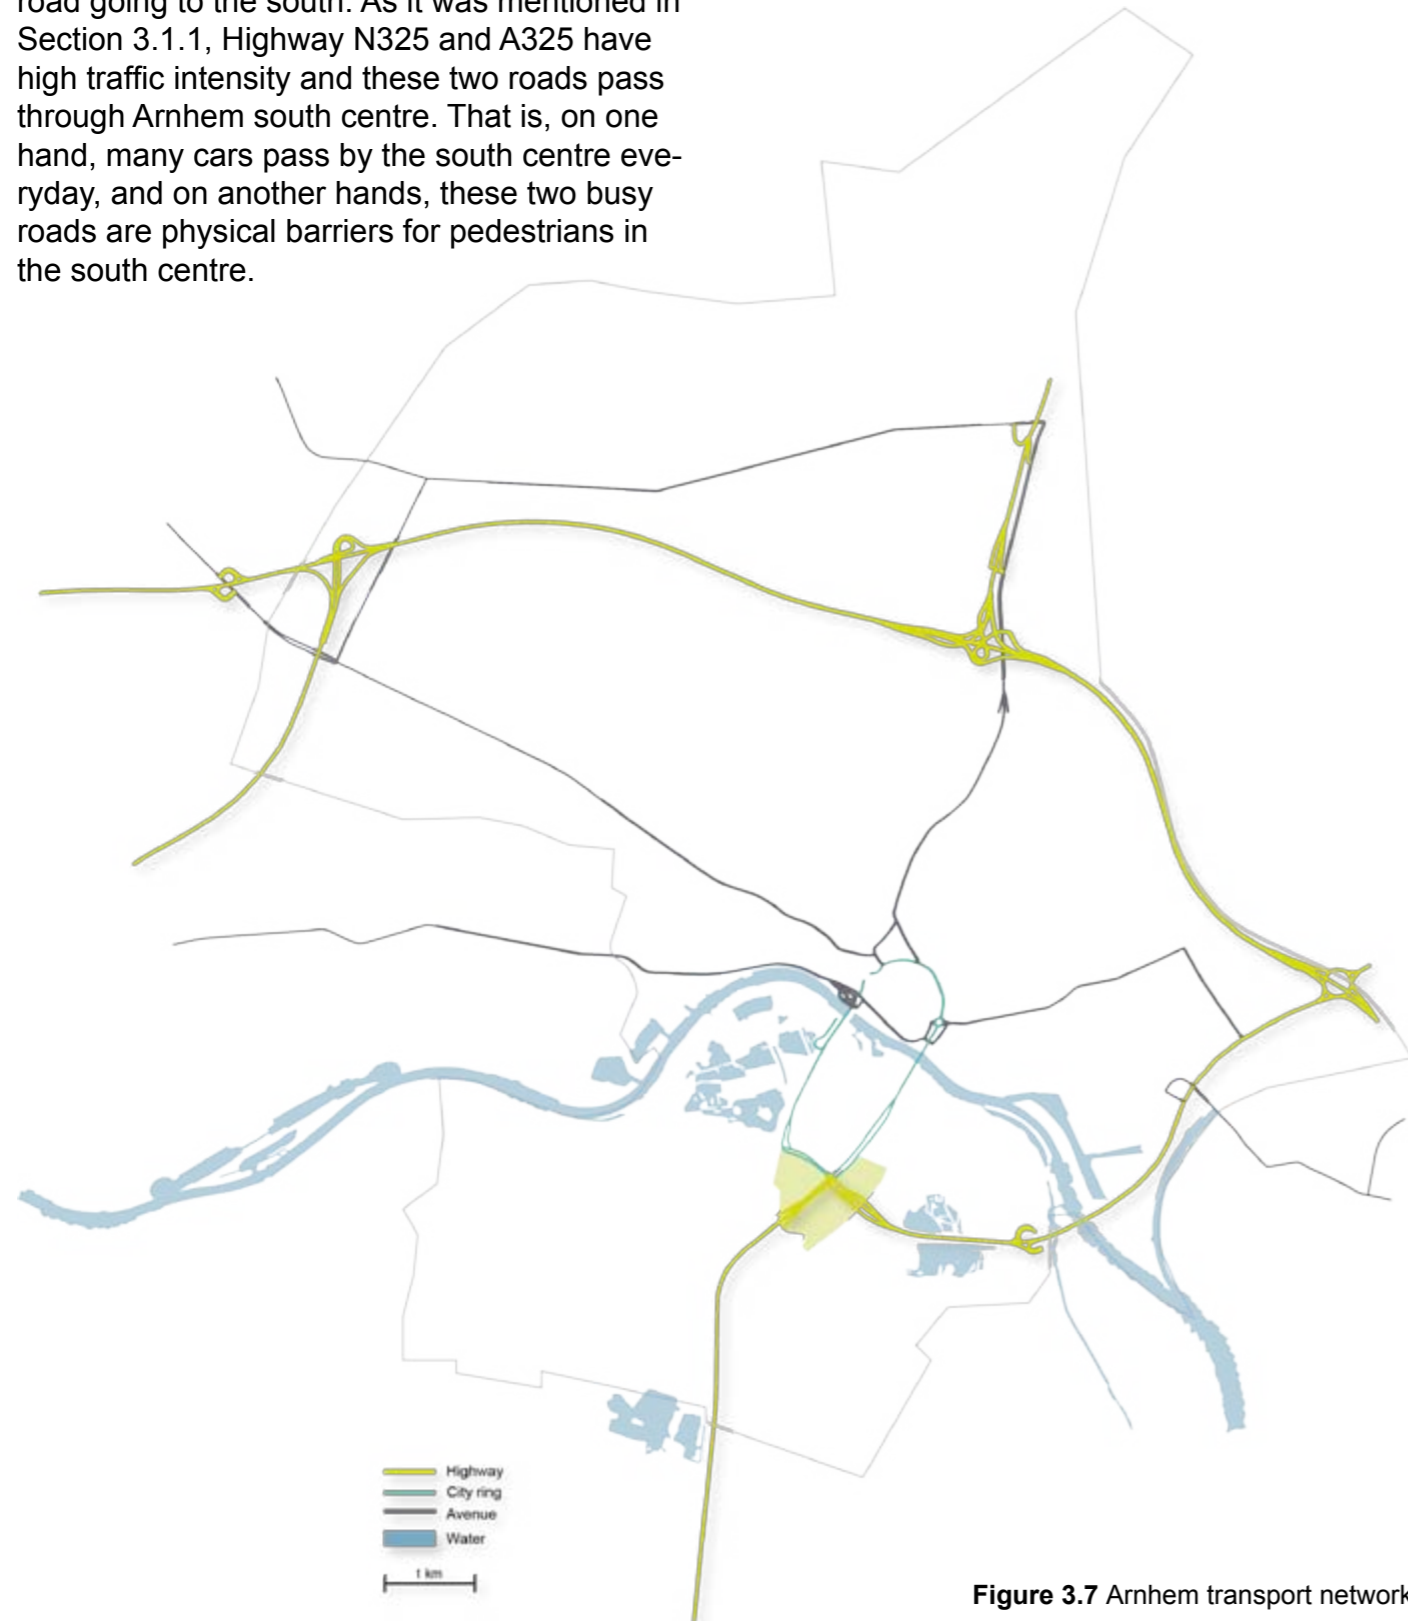 road going to the south. As it was mentioned in
Section 3.1.1, Highway N325 and A325 have
high traffic intensity and these two roads pass
through Arnhem south centre. That is, on one
hand, many cars pass by the south centre eve-
ryday, and on another hands, these two busy
roads are physical barriers for pedestrians in
the south centre.
Highway
City ring
Avenue
Water
1 km
Figure 3.7 Arnhem transport network